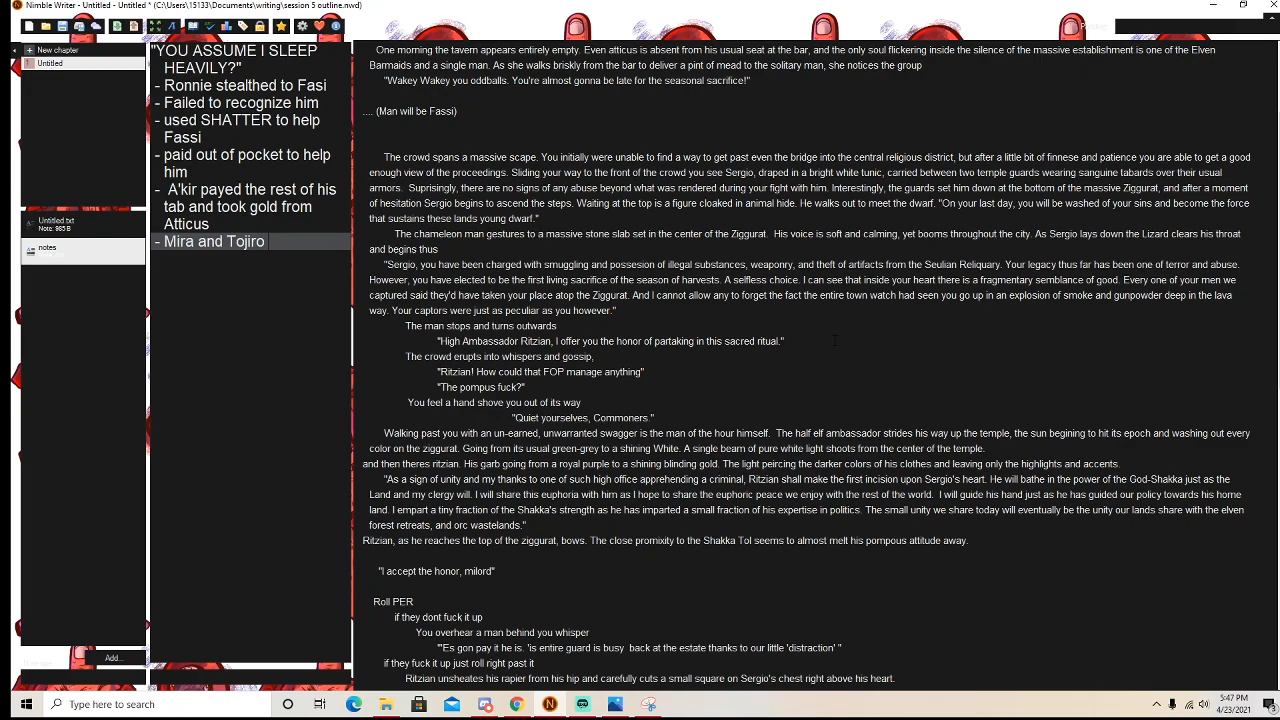 Nimble Writer - Untitled - Untitled * (C:\Users\15133\Documents\writing\session 5 outline.nwd)
New chapter
Untitled
Untitled.txt
Note: 985 B
notes
Add...
"YOU ASSUME I SLEEP
HEAVILY?"
- Ronnie stealthed to Fasi
- Failed to recognize him
- used SHATTER to help
Fassi
- paid out of pocket to help
him
- A'kir payed the rest of his
tab and took gold from
Atticus
- Mira and Tojiro
One morning the tavern appears entirely empty. Even atticus is absent from his usual seat at the bar, and the only soul flickering inside the silence of the massive establishment is one of the Elven
Barmaids and a single man. As she walks briskly from the bar to deliver a pint of mead to the solitary man, she notices the group
"Wakey Wakey you oddballs. You're almost gonna be late for the seasonal sacrifice!"
.... (Man will be Fassi)
The crowd spans a massive scape. You initially were unable to find a way to get past even the bridge into the central religious district, but after a little bit of finnese and patience you are able to get a good
enough view of the proceedings. Sliding your way to the front of the crowd you see Sergio, draped in a bright white tunic, carried between two temple guards wearing sanguine tabards over their usual
armors. Suprisingly, there are no signs of any abuse beyond what was rendered during your fight with him. Interestingly, the guards set him down at the bottom of the massive Ziggurat, and after a moment
of hesitation Sergio begins to ascend the steps. Waiting at the top is a figure cloaked in animal hide. He walks out to meet the dwarf. "On your last day, you will be washed of your sins and become the force
that sustains these lands young dwarf."
The chameleon man gestures to a massive stone slab set in the center of the Ziggurat. His voice is soft and calming, yet booms throughout the city. As Sergio lays down the Lizard clears his throat
and begins thus
"Sergio, you have been charged with smuggling and possesion of illegal substances, weaponry, and theft of artifacts from the Seulian Reliquary. Your legacy thus far has been one of terror and abuse.
However, you have elected to be the first living sacrifice of the season of harvests. A selfless choice. I can see that inside your heart there is a fragmentary semblance of good. Every one of your men we
captured said they'd have taken your place atop the Ziggurat. And I cannot allow any to forget the fact the entire town watch had seen you go up in an explosion of smoke and gunpowder deep in the lava
way. Your captors were just as peculiar as you however."
The man stops and turns outwards
"High Ambassador Ritzian, I offer you the honor of partaking in this sacred ritual."
The crowd erupts into whispers and gossip,
"Ritzian! How could that FOP manage anything"
"The pompus fuck?"
You feel a hand shove you out of its way
"Quiet yourselves, Commoners."
Walking past you with an un-earned, unwarranted swagger is the man of the hour himself. The half elf ambassador strides his way up the temple, the sun begining to hit its epoch and washing out every
color on the ziggurat. Going from its usual green-grey to a shining White. A single beam of pure white light shoots from the center of the temple.
and then theres ritzian. His garb going from a royal purple to a shining blinding gold. The light peircing the darker colors of his clothes and leaving only the highlights and accents.
"As a sign of unity and my thanks to one of such high office apprehending a criminal, Ritzian shall make the first incision upon Sergio's heart. He will bathe in the power of the God-Shakka just as the
Land and my clergy will. I will share this euphoria with him as I hope to share the euphoric peace we enjoy with the rest of the world. I will guide his hand just as he has guided our policy towards his home
land. I empart a tiny fraction of the Shakka's strength as he has imparted a small fraction of his expertise in politics. The small unity we share today will eventually be the unity our lands share with the elven
forest retreats, and orc wastelands."
Ritzian, as he reaches the top of the ziggurat, bows. The close promixity to the Shakka Tol seems to almost melt his pompous attitude away.
"I accept the honor, milord"
Roll PER
if they dont fuck it up
You overhear a man behind you whisper
"'Es gon pay it he is. 'is entire guard is busy back at the estate thanks to our little 'distraction' "
if they fuck it up just roll right past it
Ritzian unsheates his rapier from his hip and carefully cuts a small square on Sergio's chest right above his heart.
Type here to search
5:47 PM
4/23/2021